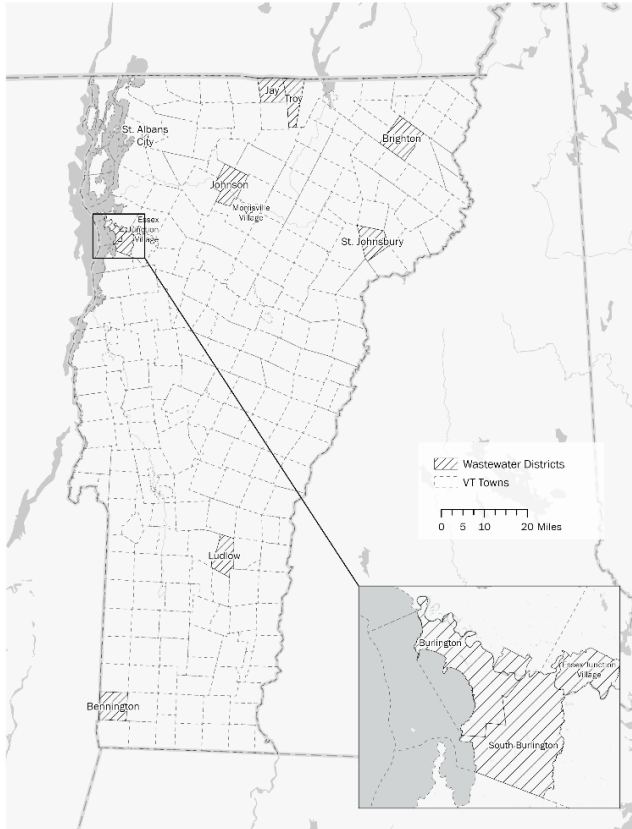 Jay
Troy
St. Albans
City
Brighton
Johnson
Morrisville
Village
Essex
Junction
Village
St. Johnsbury
Wastewater Districts
VT Towns
0 5 10 20 Miles
Ludlow
Burlington
Essex Junction
Village
South Burlington
Bennington